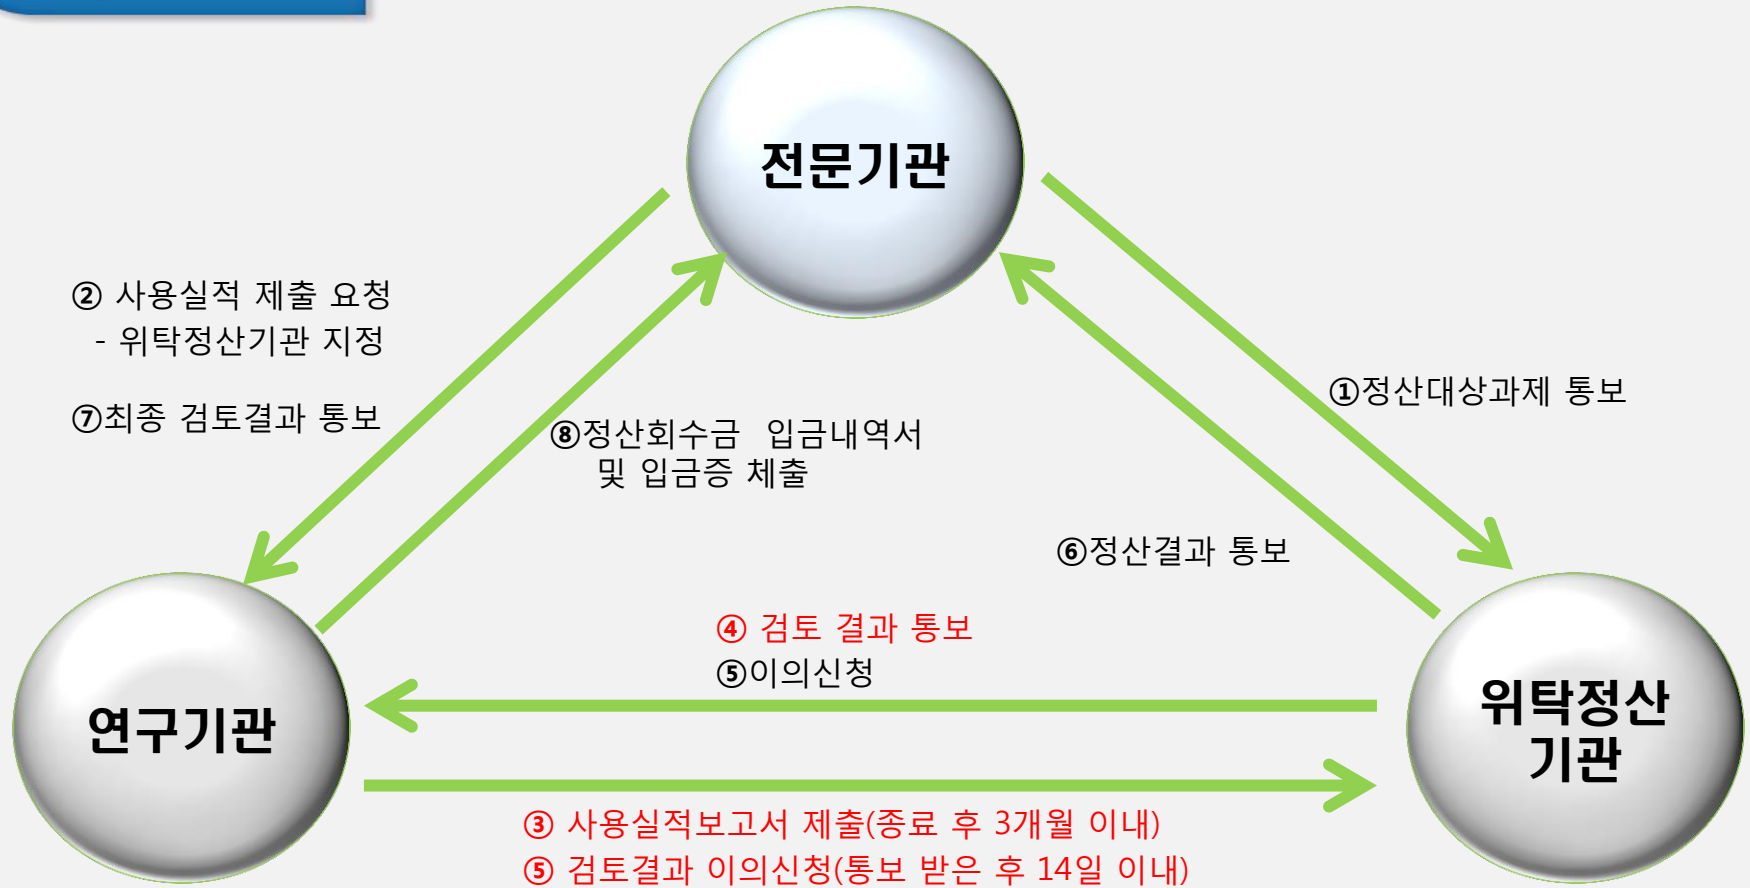 전문기관
② 사용실적 제출 요청
- 위탁정산기관 지정
⑦최종 검토결과 통보
①정산대상과제 통보
⑧정산회수금 입금내역서
및 입금증 체출
⑥정산결과 통보
④ 검토 결과 통보
⑤이의신청
연구기관
위탁정산
기관
③ 사용실적보고서 제출(종료 후 3개월 이내)
⑤ 검토결과 이의신청(통보 받은 후 14일 이내)